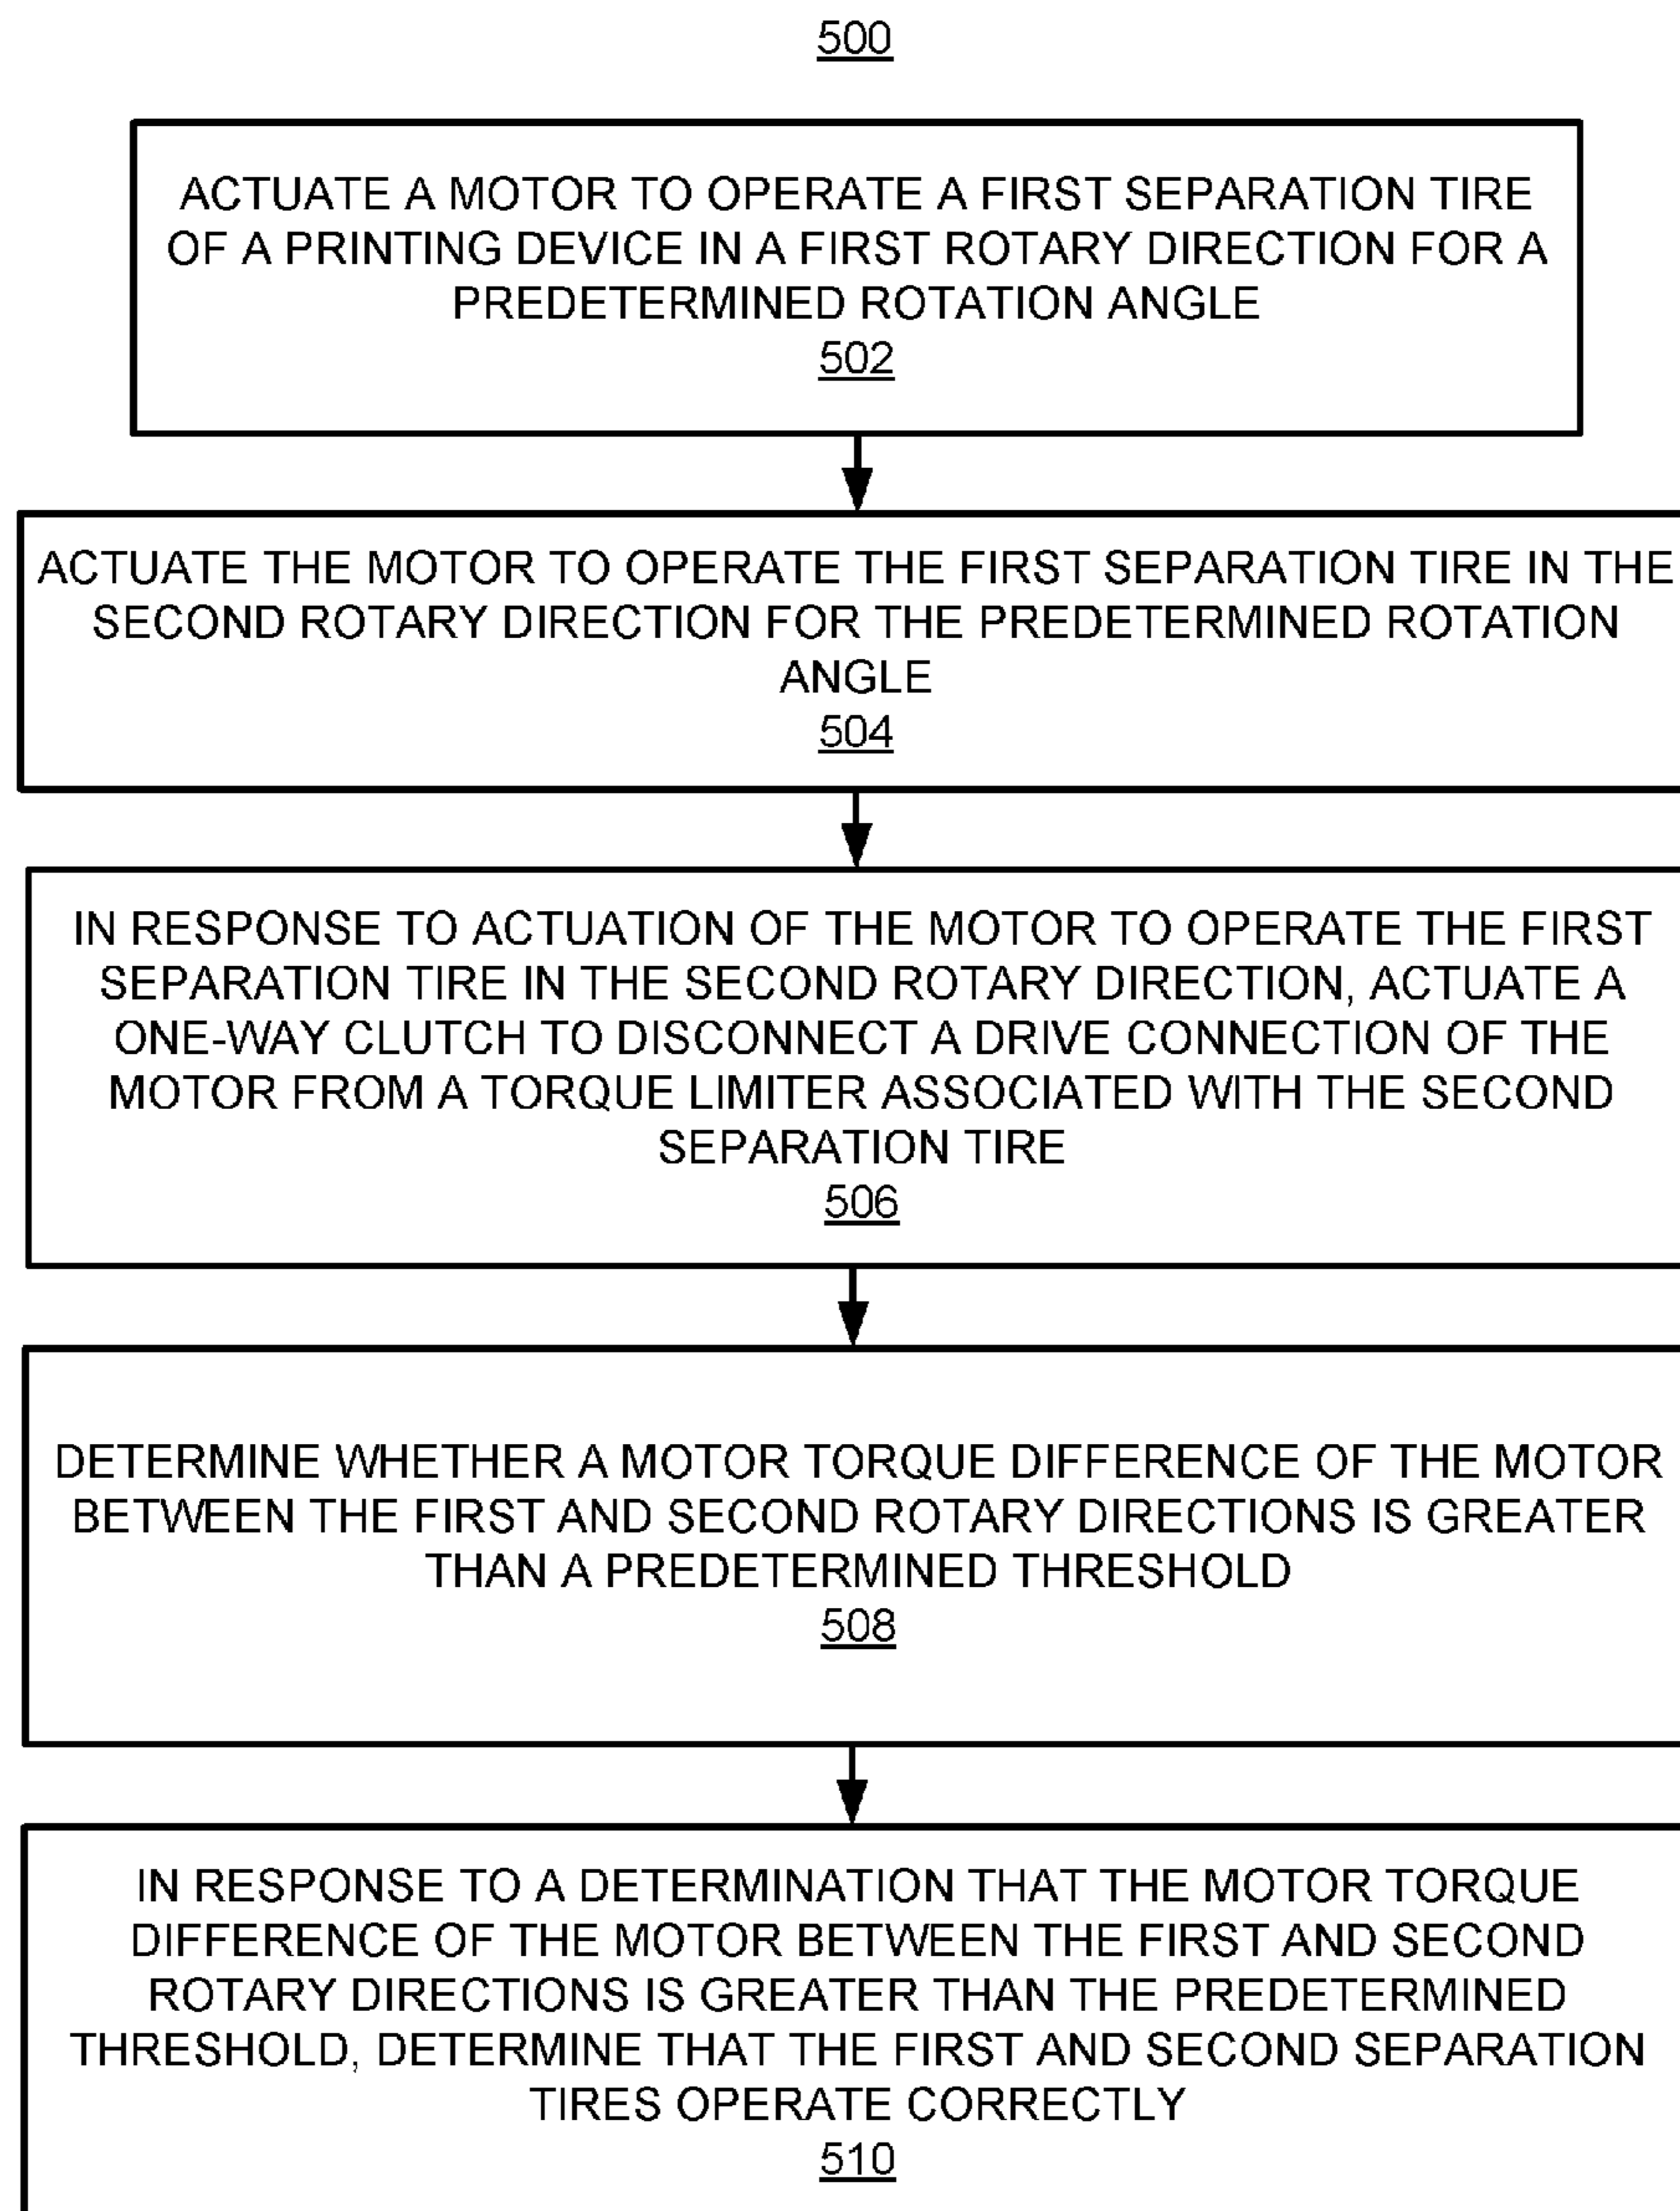 500
ACTUATE A MOTOR TO OPERATE A FIRST SEPARATION TIRE
OF A PRINTING DEVICE IN A FIRST ROTARY DIRECTION FOR A
PREDETERMINED ROTATION ANGLE
502
ACTUATE THE MOTOR TO OPERATE THE FIRST SEPARATION TIRE IN THE
SECOND ROTARY DIRECTION FOR THE PREDETERMINED ROTATION
ANGLE
504
IN RESPONSE TO ACTUATION OF THE MOTOR TO OPERATE THE FIRST
SEPARATION TIRE IN THE SECOND ROTARY DIRECTION, ACTUATE A
ONE-WAY CLUTCH TO DISCONNECT A DRIVE CONNECTION OF THE
MOTOR FROM A TORQUE LIMITER ASSOCIATED WITH THE SECOND
SEPARATION TIRE
506
DETERMINE WHETHER A MOTOR TORQUE DIFFERENCE OF THE MOTOR
BETWEEN THE FIRST AND SECOND ROTARY DIRECTIONS IS GREATER
THAN A PREDETERMINED THRESHOLD
508
IN RESPONSE TO A DETERMINATION THAT THE MOTOR TORQUE
DIFFERENCE OF THE MOTOR BETWEEN THE FIRST AND SECOND
ROTARY DIRECTIONS IS GREATER THAN THE PREDETERMINED
THRESHOLD, DETERMINE THAT THE FIRST AND SECOND SEPARATION
TIRES OPERATE CORRECTLY
510